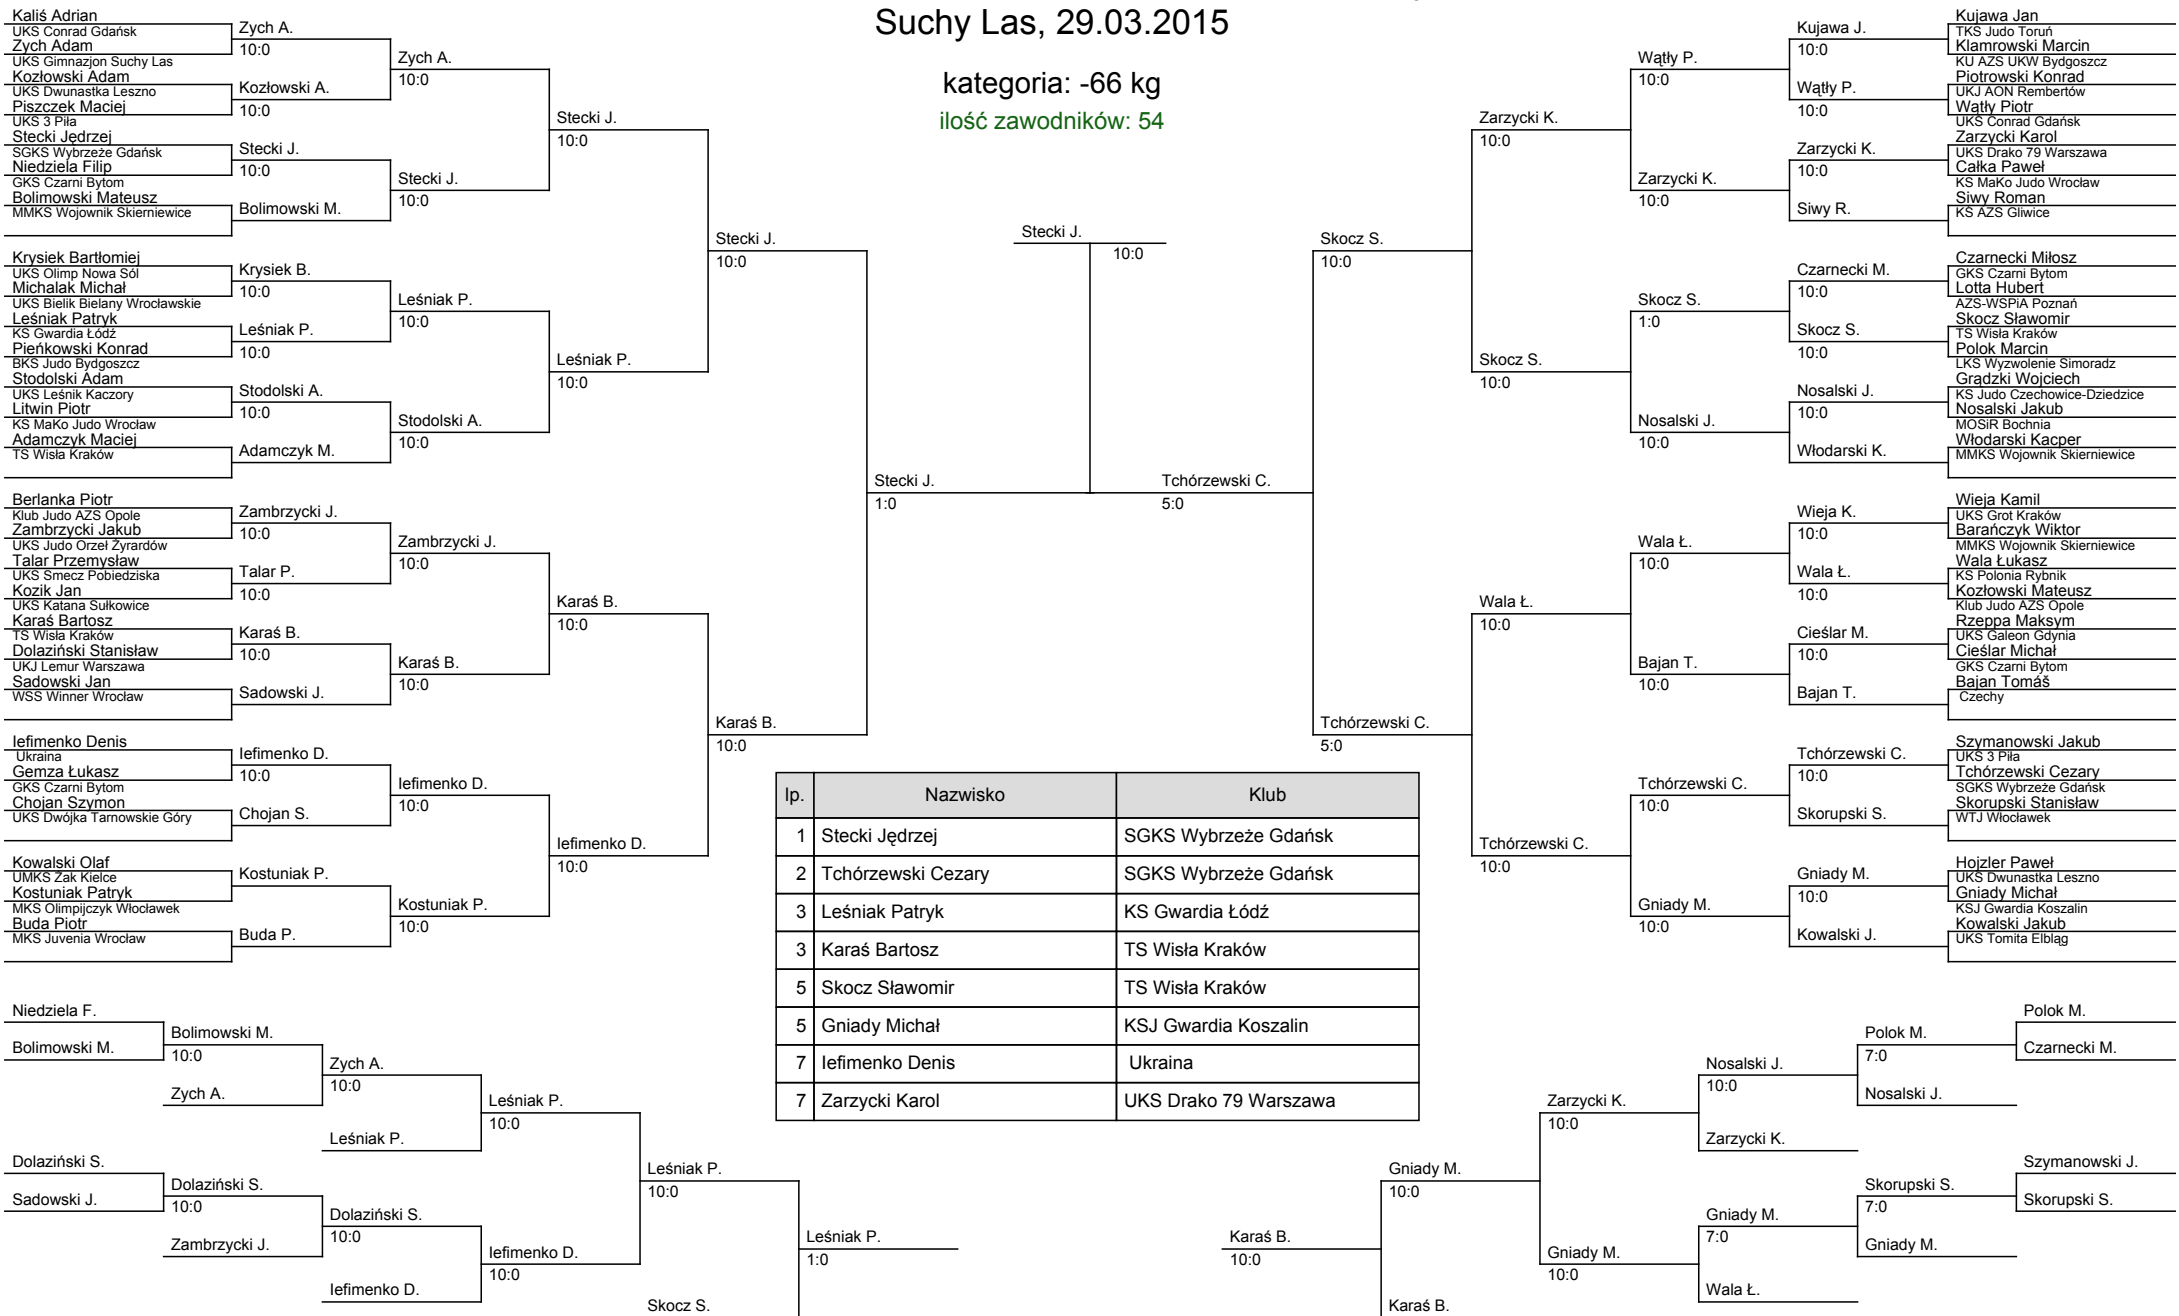 Suchy Las, 29.03.2015
kategoria: -66 kg
ilość zawodników: 54
Kaliś Adrian
UKS Conrad Gdańsk
Zych Adam
UKS Gimnazjon Suchy Las
Kozłowski Adam
UKS Dwunastka Leszno
Piszczek Maciej
UKS 3 Piła
Stecki Jędrzej
SGKS Wybrzeże Gdańsk
Niedziela Filip
GKS Czarni Bytom
Bolimowski Mateusz
MMKS Wojownik Skierniewice
Krysiek Bartłomiej
UKS Olimp Nowa Sól
Michalak Michał
UKS Bielik Bielany Wrocławskie
Leśniak Patryk
KS Gwardia Łódź
Pieńkowski Konrad
BKS Judo Bydgoszcz
Stodolski Adam
UKS Leśnik Kaczory
Litwin Piotr
KS MaKo Judo Wrocław
Adamczyk Maciej
TS Wisła Kraków
Berlanka Piotr
Klub Judo AZS Opole
Zambrzycki Jakub
UKS Judo Orzeł Żyrardów
Talar Przemysław
UKS Smecz Pobiedziska
Kozik Jan
UKS Katana Sułkowice
Karaś Bartosz
TS Wisła Kraków
Dolaziński Stanisław
UKJ Lemur Warszawa
Sadowski Jan
WSS Winner Wrocław
Iefimenko Denis
Ukraina
Gemza Łukasz
GKS Czarni Bytom
Chojan Szymon
UKS Dwójka Tarnowskie Góry
Kowalski Olaf
UMKS Żak Kielce
Kostuniak Patryk
MKS Olimpijczyk Włocławek
Buda Piotr
MKS Juvenia Wrocław
Zych A.
10:0
Kozłowski A.
10:0
Stecki J.
10:0
Bolimowski M.
Krysiek B.
10:0
Leśniak P.
10:0
Stodolski A.
10:0
Adamczyk M.
Zambrzycki J.
10:0
Talar P.
10:0
Karaś B.
10:0
Sadowski J.
Iefimenko D.
10:0
Chojan S.
Kostuniak P.
10:0
Buda P.
Zych A.
10:0
Stecki J.
10:0
Leśniak P.
10:0
Stodolski A.
10:0
Zambrzycki J.
10:0
Karaś B.
10:0
Iefimenko D.
10:0
Kostuniak P.
10:0
Stecki J.
10:0
Leśniak P.
10:0
Karaś B.
10:0
Iefimenko D.
10:0
Stecki J.
10:0
Karaś B.
10:0
Stecki J.
1:0
Stecki J.
10:0
Tchórzewski C.
5:0
Skocz S.
10:0
Tchórzewski C.
5:0
Zarzycki K.
10:0
Skocz S.
10:0
Wala Ł.
10:0
Tchórzewski C.
10:0
Wątły P.
10:0
Zarzycki K.
10:0
Skocz S.
1:0
Nosalski J.
10:0
Wala Ł.
10:0
Bajan T.
10:0
Tchórzewski C.
10:0
Gniady M.
10:0
Kujawa J.
10:0
Wątły P.
10:0
Zarzycki K.
10:0
Siwy R.
Czarnecki M.
10:0
Skocz S.
10:0
Nosalski J.
10:0
Włodarski K.
Wieja K.
10:0
Wala Ł.
10:0
Cieślar M.
10:0
Bajan T.
Tchórzewski C.
10:0
Skorupski S.
Gniady M.
10:0
Kowalski J.
Kujawa Jan
TKS Judo Toruń
Klamrowski Marcin
KU AZS UKW Bydgoszcz
Piotrowski Konrad
UKJ AON Rembertów
Wątły Piotr
UKS Conrad Gdańsk
Zarzycki Karol
UKS Drako 79 Warszawa
Całka Paweł
KS MaKo Judo Wrocław
Siwy Roman
KS AZS Gliwice
Czarnecki Miłosz
GKS Czarni Bytom
Lotta Hubert
AZS-WSPiA Poznań
Skocz Sławomir
TS Wisła Kraków
Polok Marcin
LKS Wyzwolenie Simoradz
Grądzki Wojciech
KS Judo Czechowice-Dziedzice
Nosalski Jakub
MOSiR Bochnia
Włodarski Kacper
MMKS Wojownik Skierniewice
Wieja Kamil
UKS Grot Kraków
Barańczyk Wiktor
MMKS Wojownik Skierniewice
Wala Łukasz
KS Polonia Rybnik
Kozłowski Mateusz
Klub Judo AZS Opole
Rzeppa Maksym
UKS Galeon Gdynia
Cieślar Michał
GKS Czarni Bytom
Bajan Tomáš
Czechy
Szymanowski Jakub
UKS 3 Piła
Tchórzewski Cezary
SGKS Wybrzeże Gdańsk
Skorupski Stanisław
WTJ Włocławek
Hojzler Paweł
UKS Dwunastka Leszno
Gniady Michał
KSJ Gwardia Koszalin
Kowalski Jakub
UKS Tomita Elbląg
lp. Nazwisko Klub
1 Stecki Jędrzej SGKS Wybrzeże Gdańsk
2 Tchórzewski Cezary SGKS Wybrzeże Gdańsk
3 Leśniak Patryk KS Gwardia Łódź
3 Karaś Bartosz TS Wisła Kraków
5 Skocz Sławomir TS Wisła Kraków
5 Gniady Michał KSJ Gwardia Koszalin
7 Iefimenko Denis Ukraina
7 Zarzycki Karol UKS Drako 79 Warszawa
Niedziela F.
Bolimowski M.
Dolaziński S.
Sadowski J.
Bolimowski M.
10:0
Zych A.
Dolaziński S.
10:0
Zambrzycki J.
Zych A.
10:0
Leśniak P.
Dolaziński S.
10:0
Iefimenko D.
Leśniak P.
10:0
Iefimenko D.
10:0
Leśniak P.
10:0
Skocz S.
Leśniak P.
1:0
Karaś B.
10:0
Gniady M.
10:0
Karaś B.
Zarzycki K.
10:0
Gniady M.
10:0
Nosalski J.
10:0
Zarzycki K.
Gniady M.
7:0
Wala Ł.
Polok M.
7:0
Nosalski J.
Skorupski S.
7:0
Gniady M.
Polok M.
Czarnecki M.
Szymanowski J.
Skorupski S.